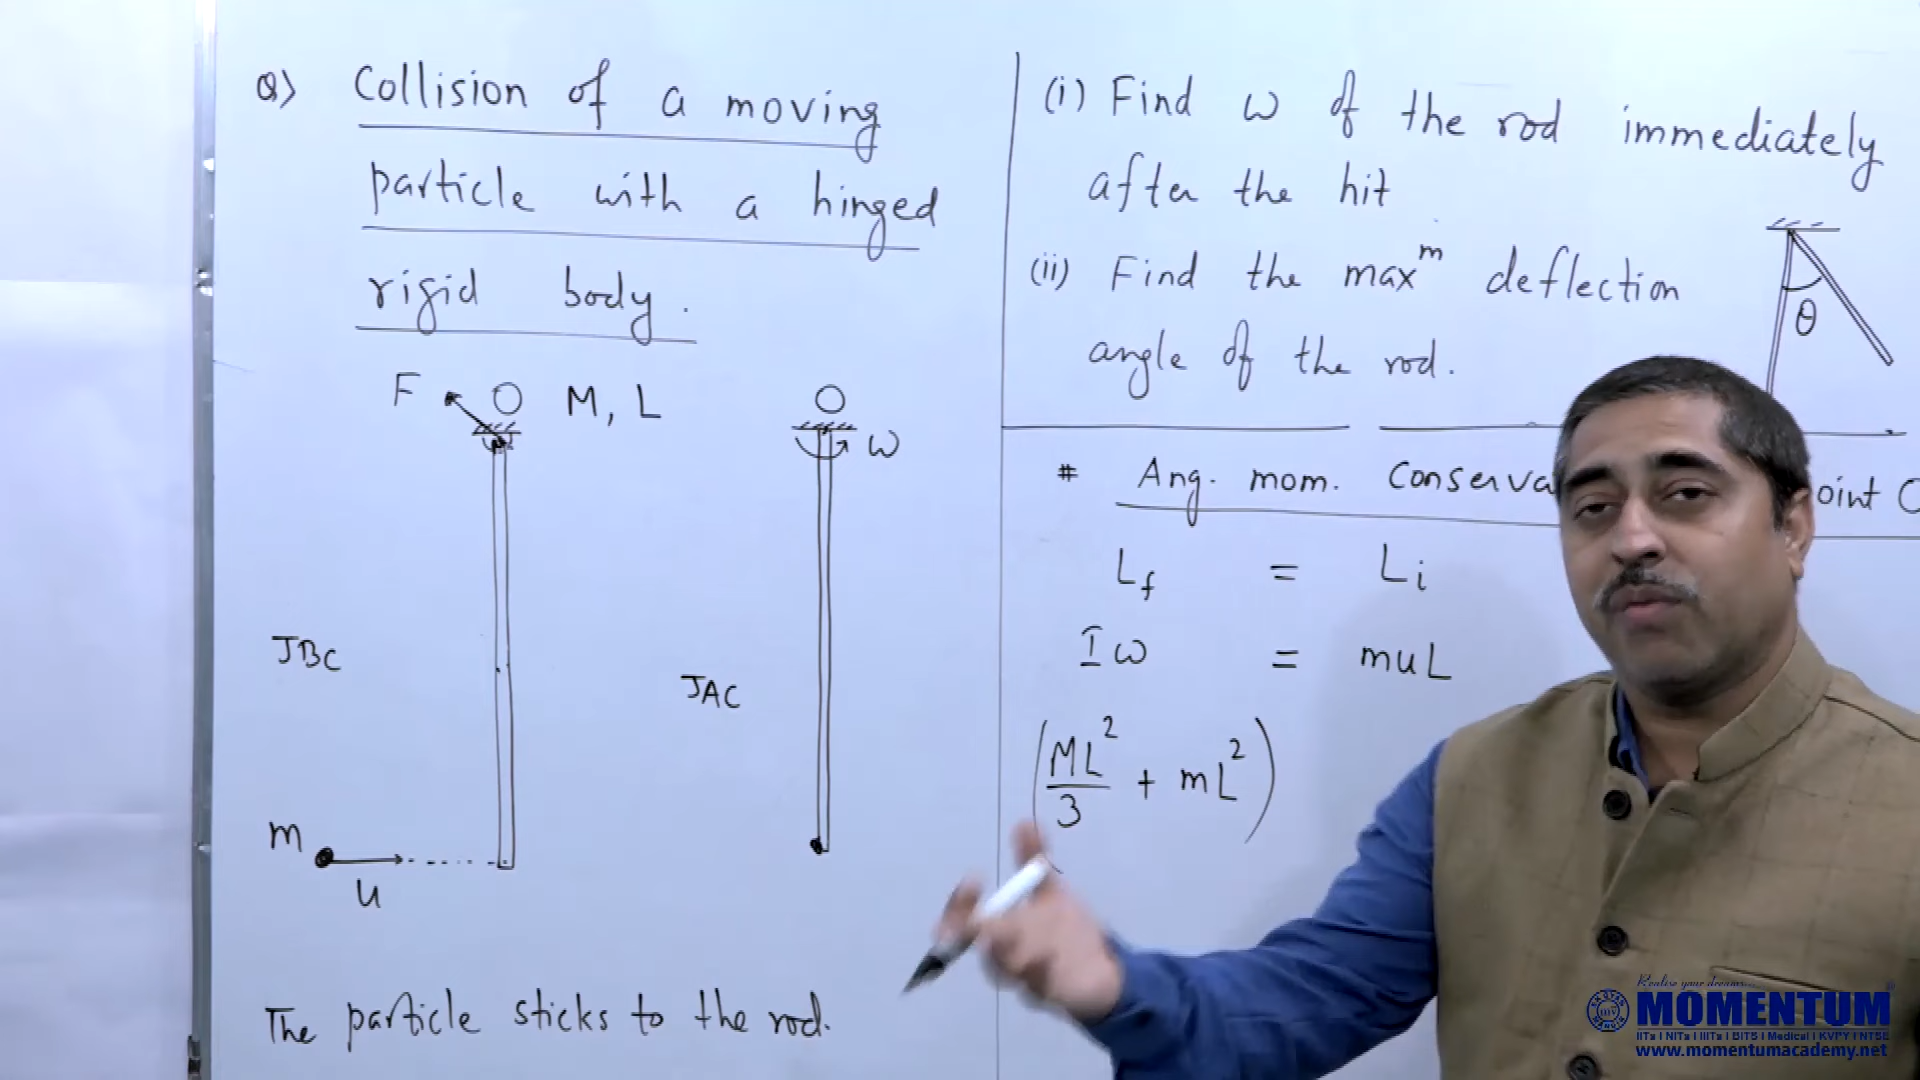 Q) Collision of a moving
particle with a hinged
rigid body.
F O M, L
O
ω
JBC
JAC
m
u
The particle sticks to the rod.
(i) Find ω of the rod immediately
after the hit
(ii) Find the maxᵐ deflection
angle of the rod.
θ
# Ang. mom. Conserva oint O
L_f = L_i
Iω = muL
(ML²/3 + mL²)
Realise your dreams...
MOMENTUM
IITs | NITs | IIITs | BITS | Medical | KVPY | NTSE
www.momentumacademy.net